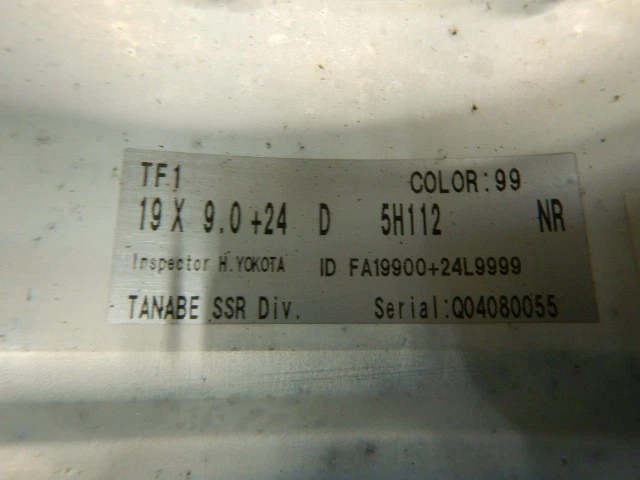 TF1 COLOR:99
19 X 9.0+24 D 5H112 NR
Inspector H.YOKOTA ID FA19900+24L9999
TANABE SSR Div. Serial:Q04080055